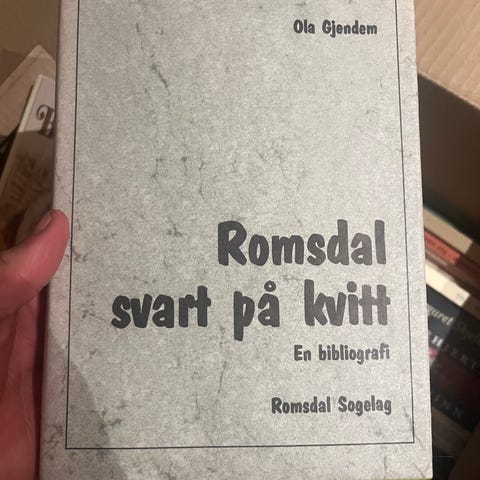 Ola Gjendem
Romsdal
svart på kvitt
En bibliografi
Romsdal Sogelag